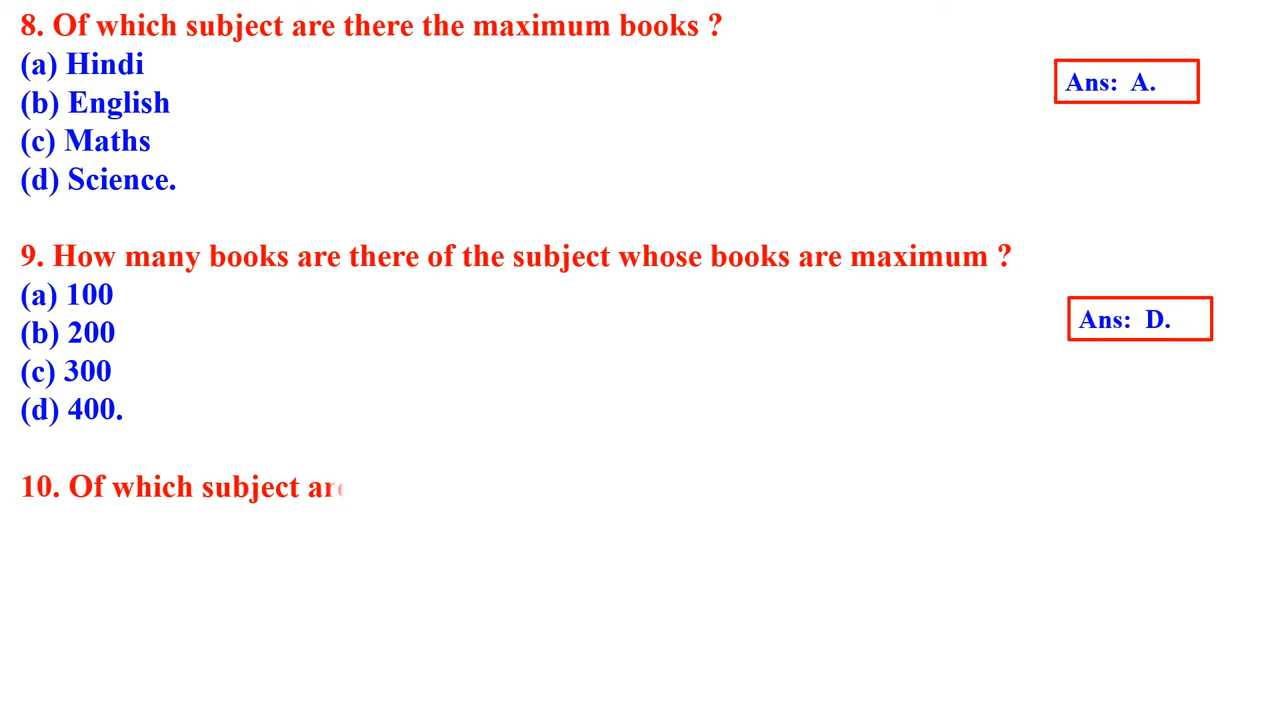 8. Of which subject are there the maximum books ?
(a) Hindi
Ans: A.
(b) English
(c) Maths
(d) Science.
9. How many books are there of the subject whose books are maximum ?
(a) 100
Ans: D.
(b) 200
(c) 300
(d) 400.
10. Of which subject are